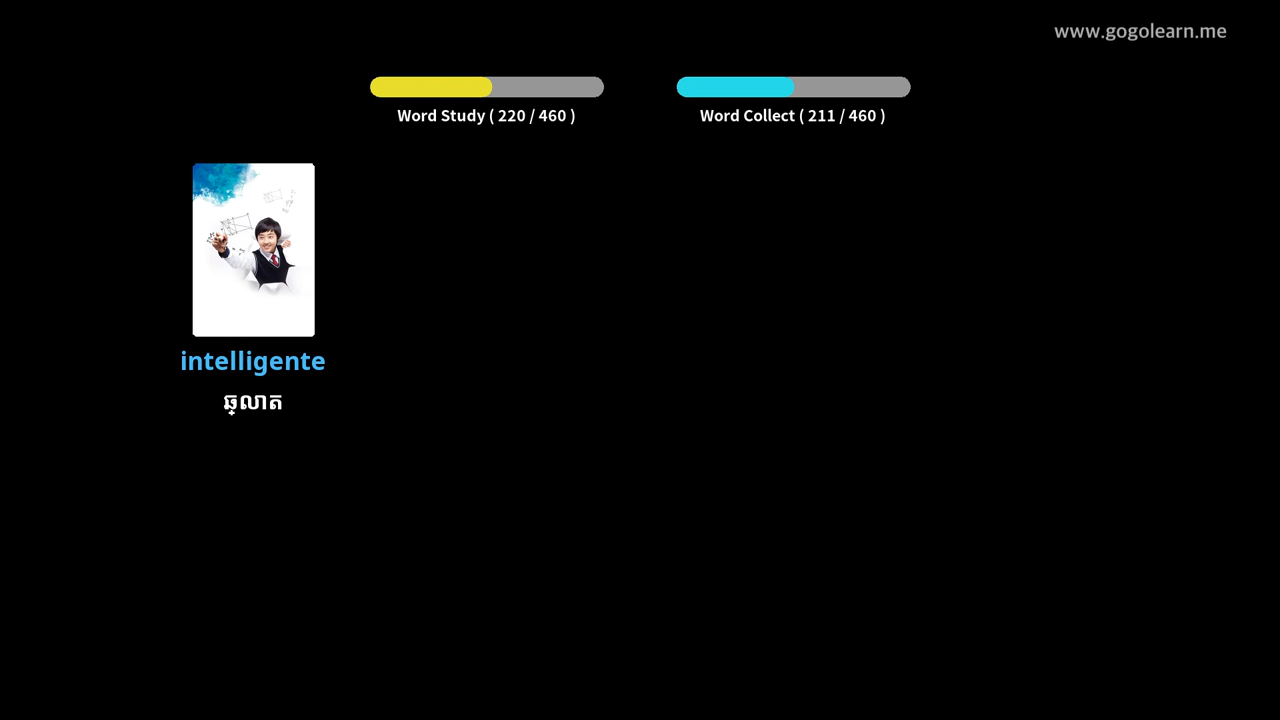 www.gogolearn.me
Word Study ( 220 / 460 )
Word Collect ( 211 / 460 )
intelligente
ឆ្លាត